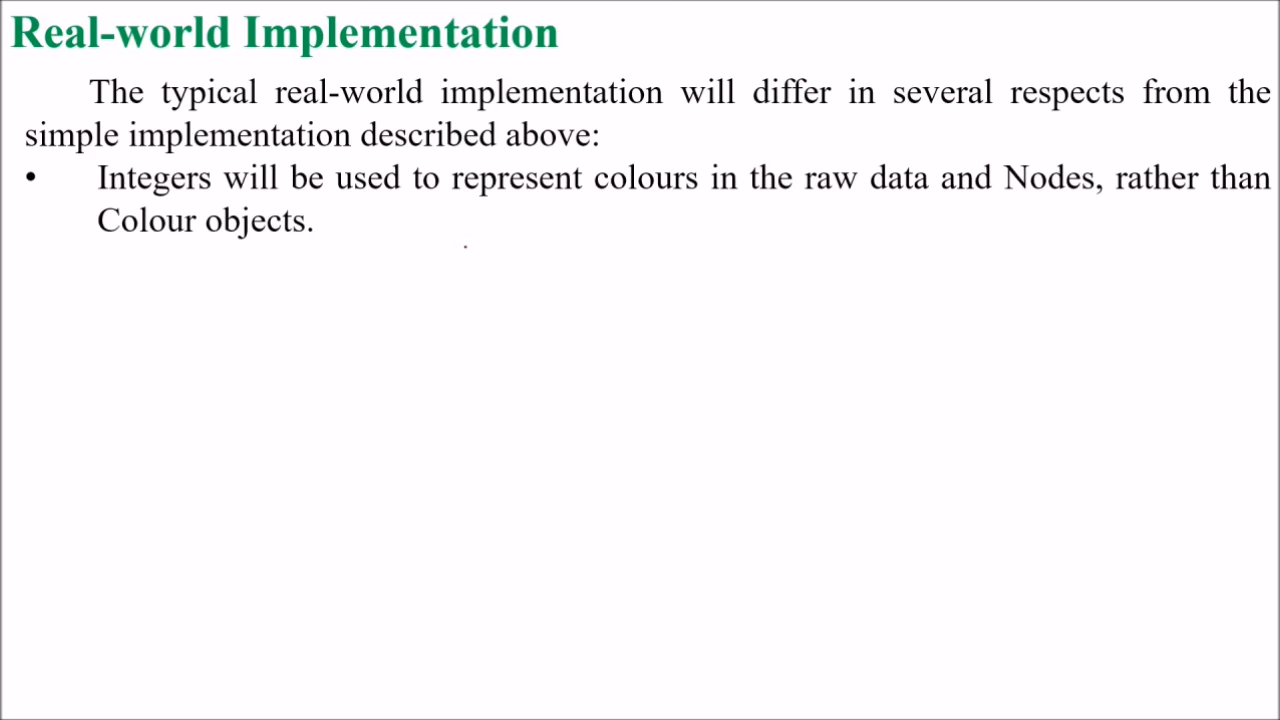 Real-world Implementation
The typical real-world implementation will differ in several respects from the
simple implementation described above:
• Integers will be used to represent colours in the raw data and Nodes, rather than
Colour objects.